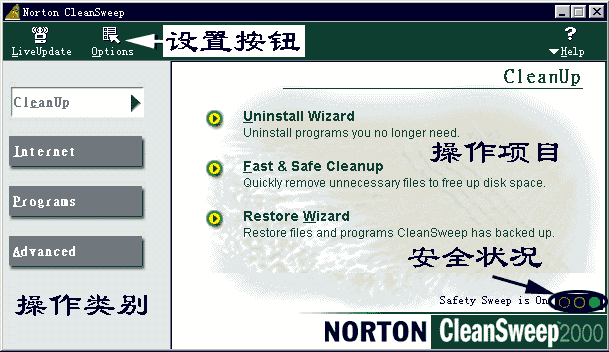 Norton CleanSweep
LiveUpdate
Options
设置按钮
?
Help
CleanUp
CleanUp
Internet
Programs
Advanced
操作类别
Uninstall Wizard
Uninstall programs you no longer need.
操作项目
Fast & Safe Cleanup
Quickly remove unnecessary files to free up disk space.
Restore Wizard
Restore files and programs CleanSweep has backed up.
安全状况
Safety Sweep is On
NORTON CleanSweep 2000